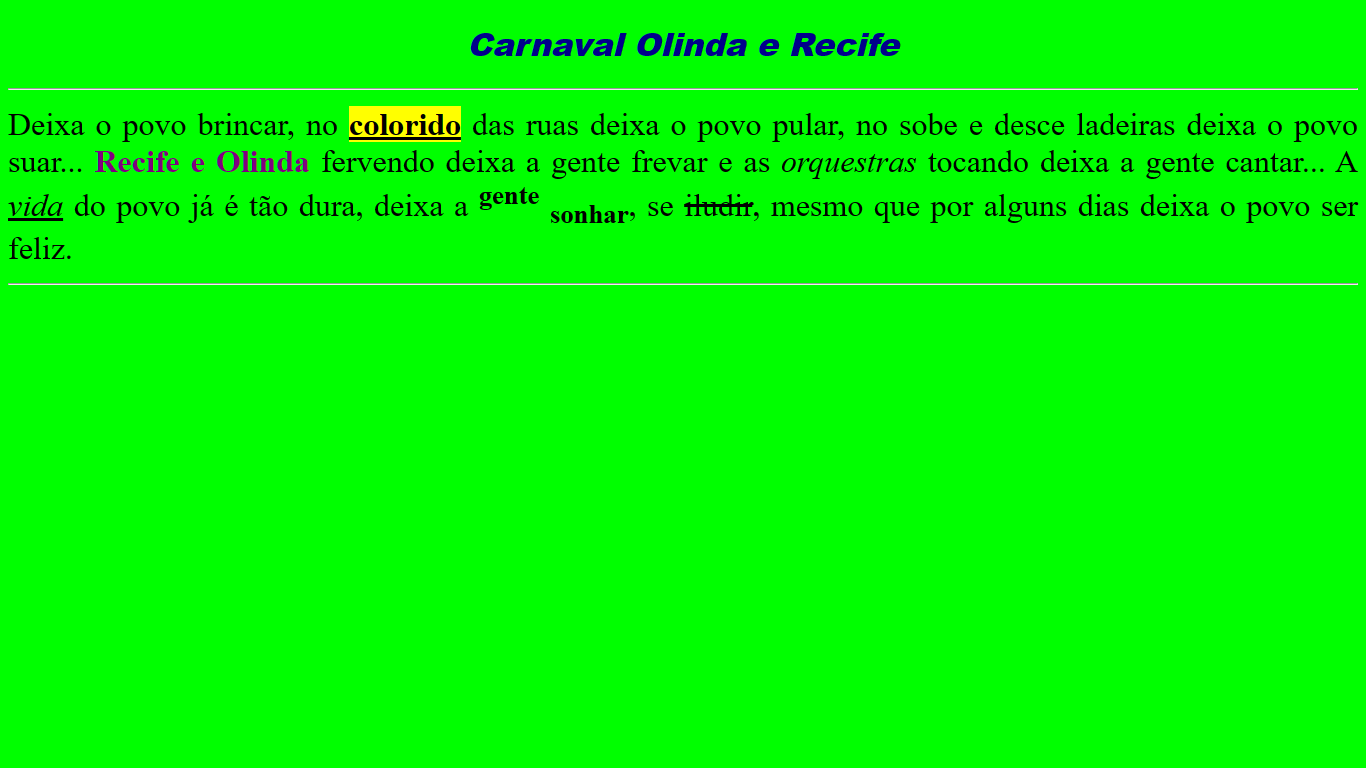 Carnaval Olinda e Recife
Deixa o povo brincar, no colorido das ruas deixa o povo pular, no sobe e desce ladeiras deixa o povo
suar... Recife e Olinda fervendo deixa a gente frevar e as orquestras tocando deixa a gente cantar... A
vida do povo já é tão dura, deixa a gente sonhar, se iludir, mesmo que por alguns dias deixa o povo ser
feliz.